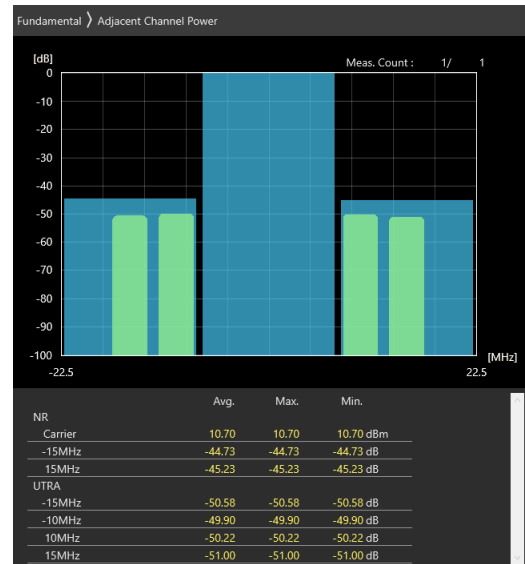 Fundamental 〉 Adjacent Channel Power
[dB]
Meas. Count : 1/ 1
0
-10
-20
-30
-40
-50
-60
-70
-80
-90
-100
[MHz]
-22.5 22.5
Avg. Max. Min.
NR
Carrier 10.70 10.70 10.70 dBm
-15MHz -44.73 -44.73 -44.73 dB
15MHz -45.23 -45.23 -45.23 dB
UTRA
-15MHz -50.58 -50.58 -50.58 dB
-10MHz -49.90 -49.90 -49.90 dB
10MHz -50.22 -50.22 -50.22 dB
15MHz -51.00 -51.00 -51.00 dB